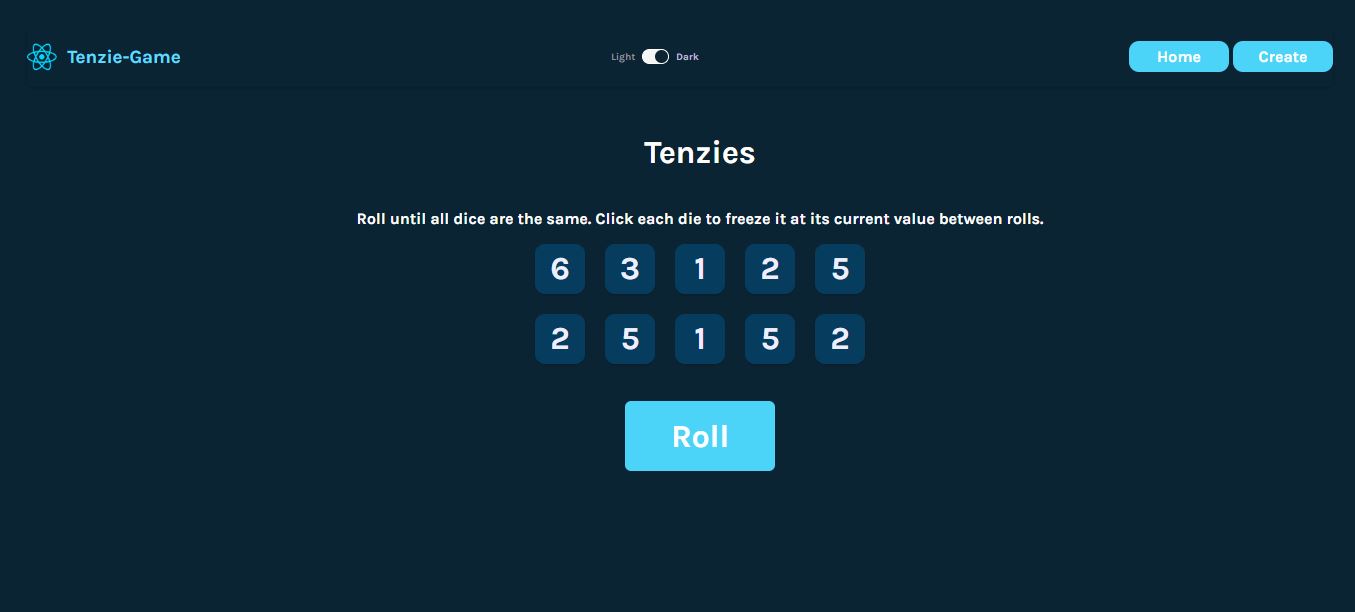 Tenzie-Game
Light Dark
Home Create
Tenzies
Roll until all dice are the same. Click each die to freeze it at its current value between rolls.
6 3 1 2 5
2 5 1 5 2
Roll